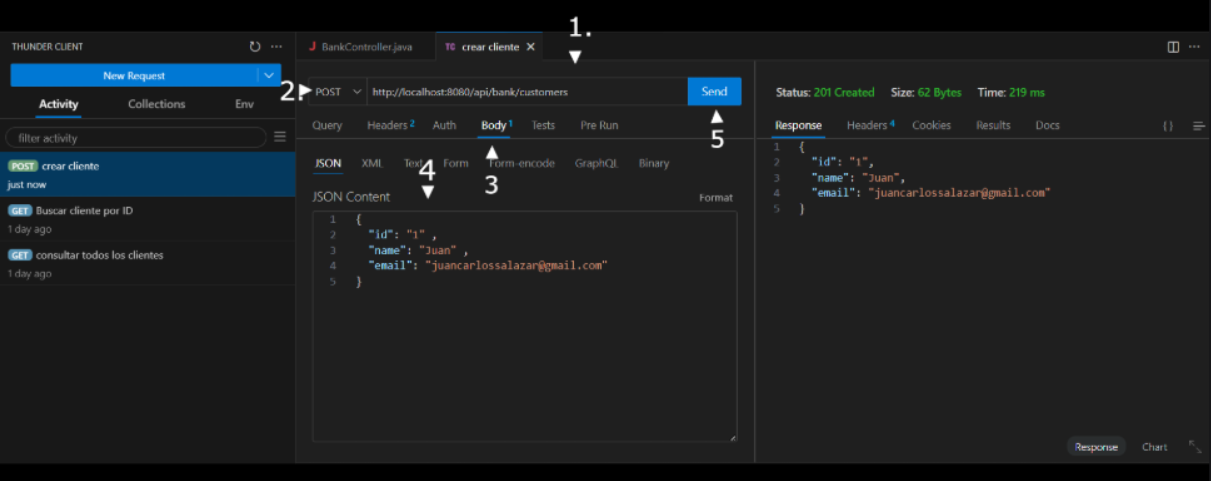 1.
THUNDER CLIENT
J BankController.java TC crear cliente X
New Request
2. POST http://localhost:8080/api/bank/customers Send
Status: 201 Created Size: 62 Bytes Time: 219 ms
Activity Collections Env
Query Headers 2 Auth Body 1 Tests Pre Run
5
Response Headers 4 Cookies Results Docs {}
filter activity
POST crear cliente
just now
GET Buscar cliente por ID
1 day ago
GET consultar todos los clientes
1 day ago
JSON XML Text Form Form-encode GraphQL Binary
4
3
JSON Content Format
1 {
2 "id": "1" ,
3 "name": "Juan" ,
4 "email": "juancarlossalazar@gmail.com"
5 }
1 {
2 "id": "1",
3 "name": "Juan",
4 "email": "juancarlossalazar@gmail.com"
5 }
Response Chart